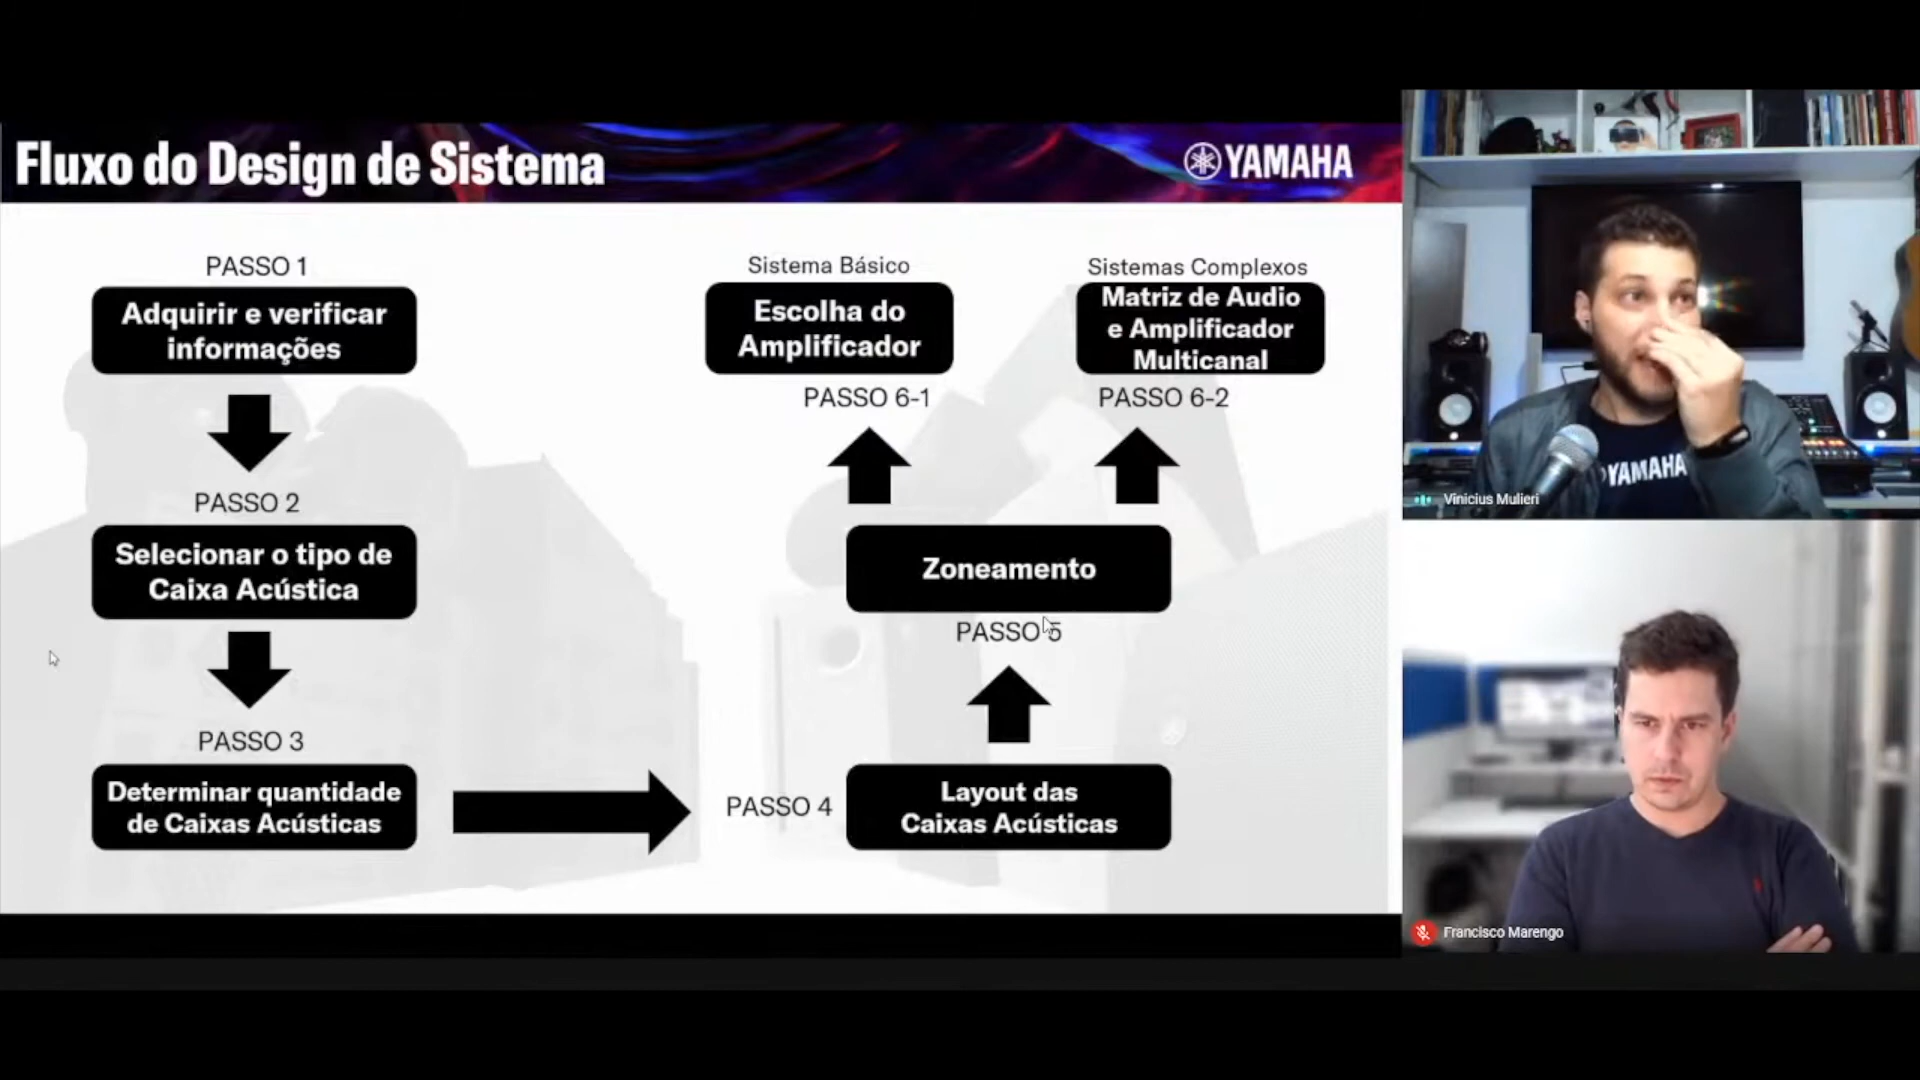 Fluxo do Design de Sistema
YAMAHA
PASSO 1
Adquirir e verificar
informações
PASSO 2
Selecionar o tipo de
Caixa Acústica
PASSO 3
Determinar quantidade
de Caixas Acústicas
PASSO 4
Layout das
Caixas Acústicas
PASSO 5
Zoneamento
Sistema Básico
Escolha do
Amplificador
PASSO 6-1
Sistemas Complexos
Matriz de Audio
e Amplificador
Multicanal
PASSO 6-2
YAMAHA
Vinicius Mulieri
Francisco Marengo